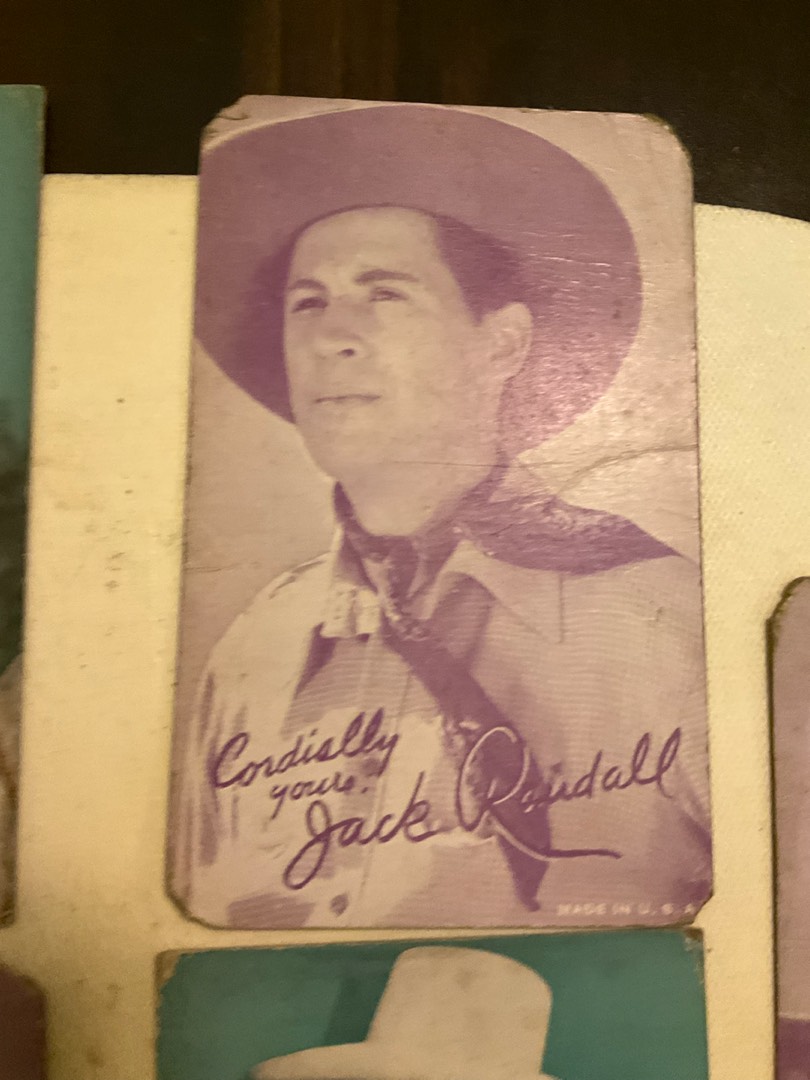 Cordially
yours,
Jack Randall
MADE IN U. S. A